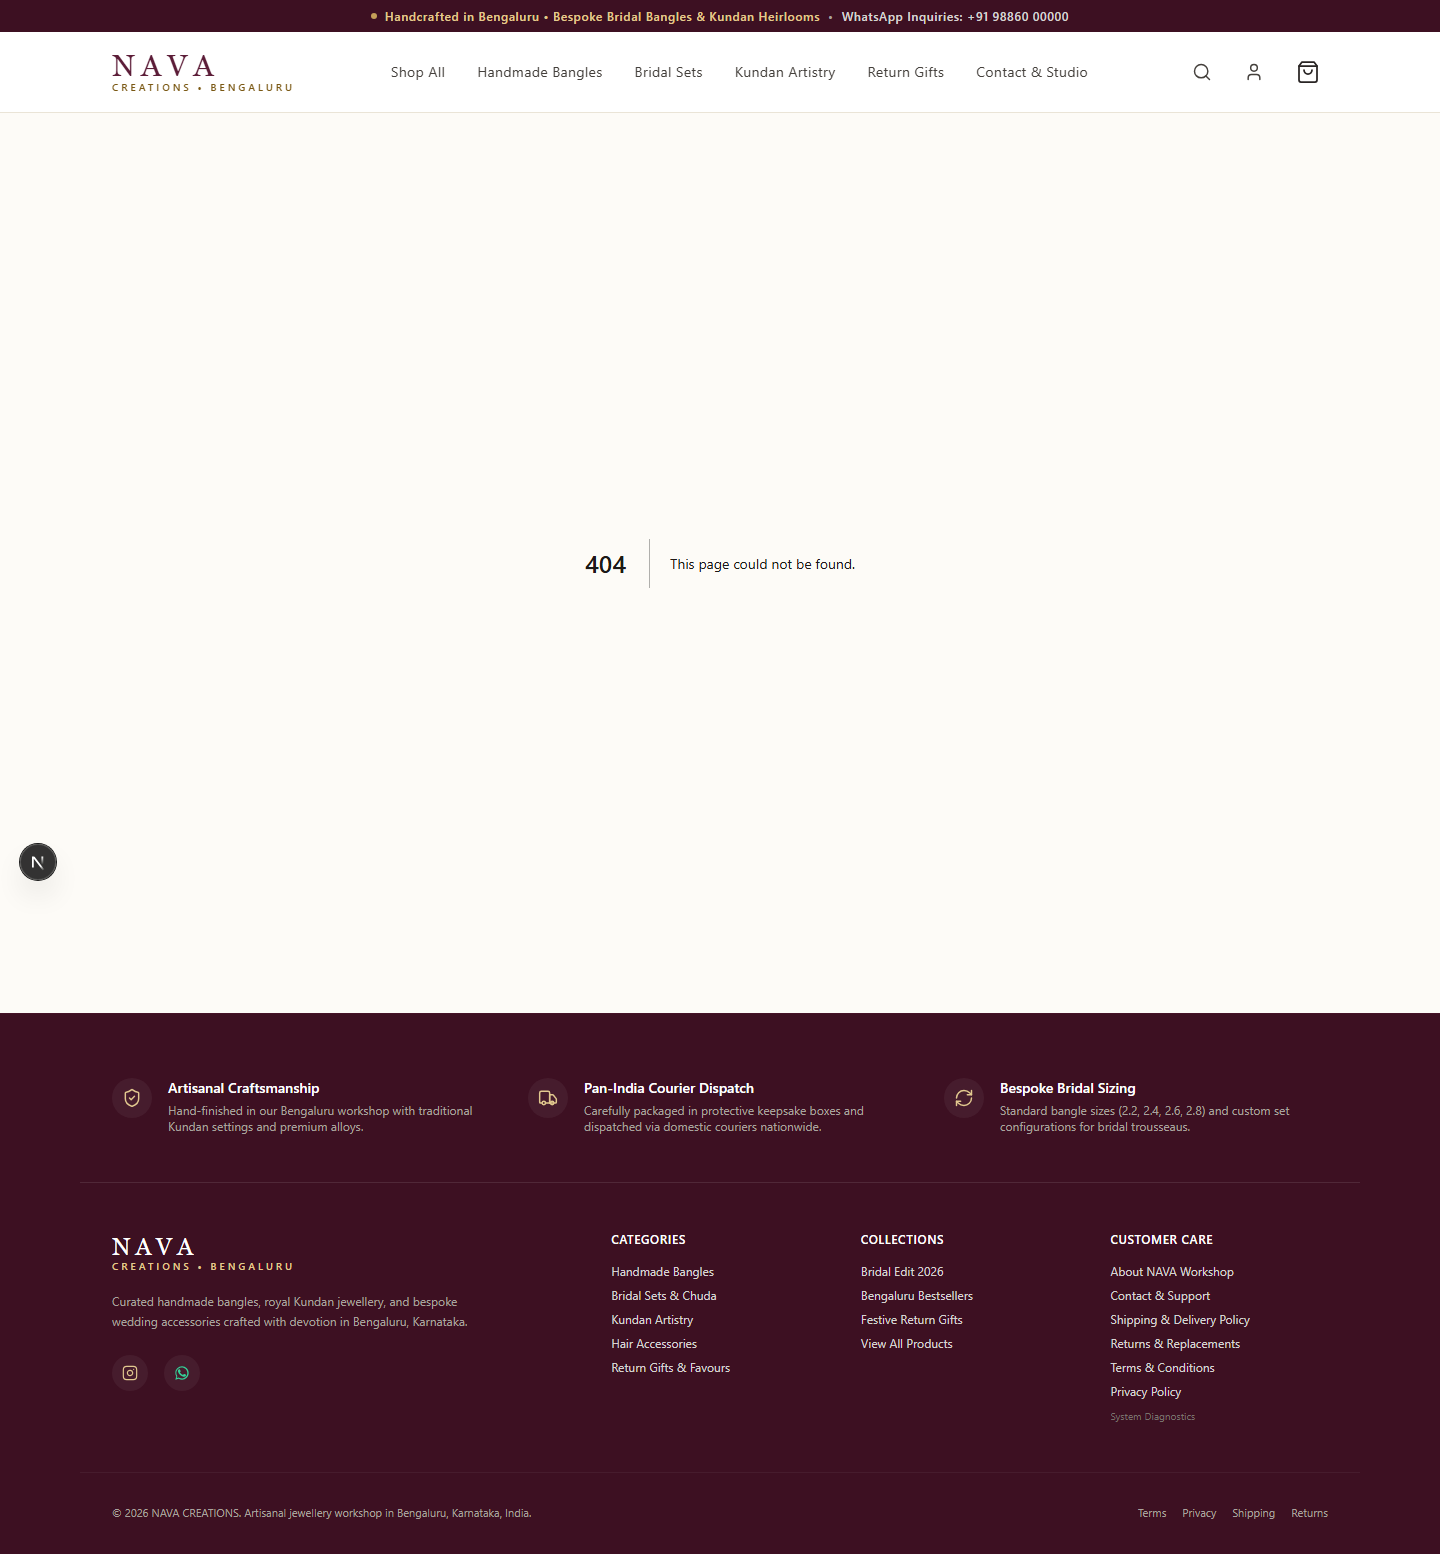 Handcrafted in Bengaluru • Bespoke Bridal Bangles & Kundan Heirlooms • WhatsApp Inquiries: +91 98860 00000
NAVA
CREATIONS • BENGALURU
Shop All Handmade Bangles Bridal Sets Kundan Artistry Return Gifts Contact & Studio
404 This page could not be found.
N
Artisanal Craftsmanship
Hand-finished in our Bengaluru workshop with traditional
Kundan settings and premium alloys.
Pan-India Courier Dispatch
Carefully packaged in protective keepsake boxes and
dispatched via domestic couriers nationwide.
Bespoke Bridal Sizing
Standard bangle sizes (2.2, 2.4, 2.6, 2.8) and custom set
configurations for bridal trousseaus.
NAVA
CREATIONS • BENGALURU
Curated handmade bangles, royal Kundan jewellery, and bespoke
wedding accessories crafted with devotion in Bengaluru, Karnataka.
CATEGORIES
Handmade Bangles
Bridal Sets & Chuda
Kundan Artistry
Hair Accessories
Return Gifts & Favours
COLLECTIONS
Bridal Edit 2026
Bengaluru Bestsellers
Festive Return Gifts
View All Products
CUSTOMER CARE
About NAVA Workshop
Contact & Support
Shipping & Delivery Policy
Returns & Replacements
Terms & Conditions
Privacy Policy
System Diagnostics
© 2026 NAVA CREATIONS. Artisanal jewellery workshop in Bengaluru, Karnataka, India.
Terms Privacy Shipping Returns